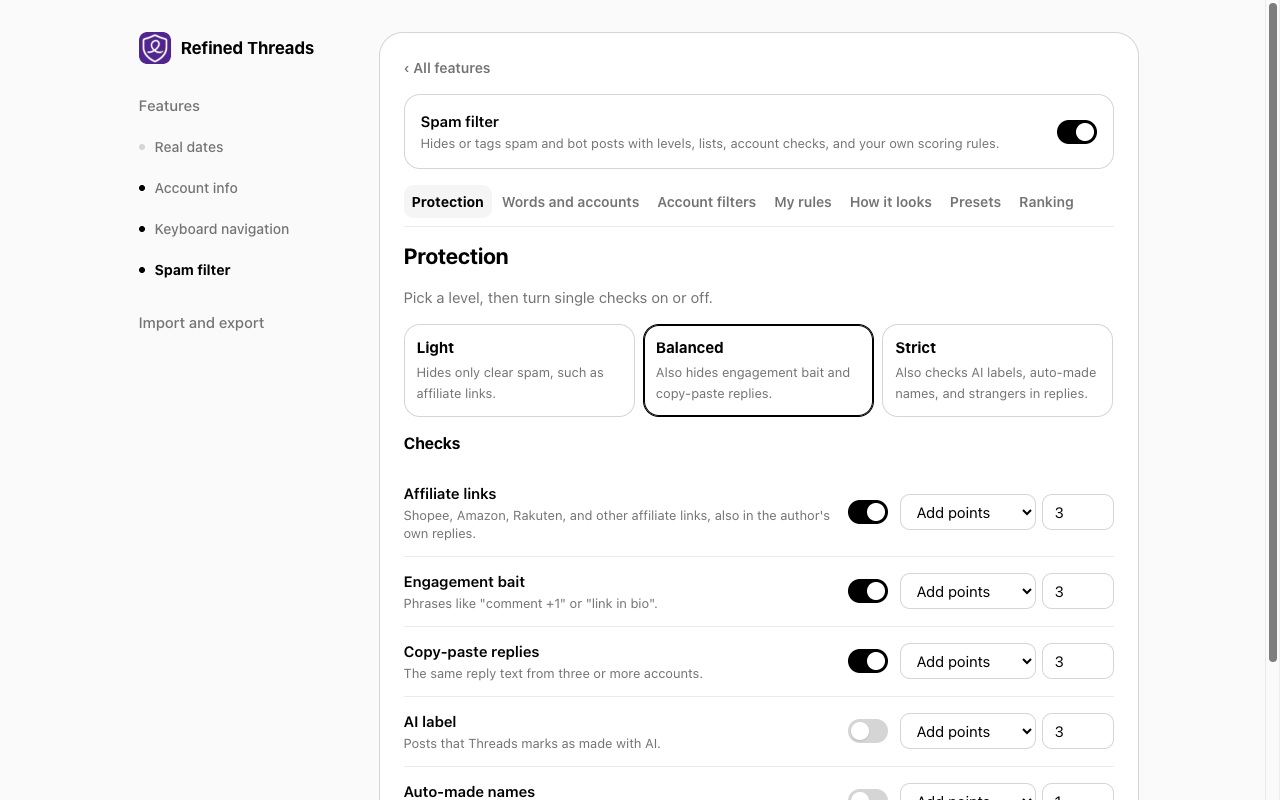 Refined Threads
Features
Real dates
Account info
Keyboard navigation
Spam filter
Import and export
‹ All features
Spam filter
Hides or tags spam and bot posts with levels, lists, account checks, and your own scoring rules.
Protection Words and accounts Account filters My rules How it looks Presets Ranking
Protection
Pick a level, then turn single checks on or off.
Light
Hides only clear spam, such as
affiliate links.
Balanced
Also hides engagement bait and
copy-paste replies.
Strict
Also checks AI labels, auto-made
names, and strangers in replies.
Checks
Affiliate links
Shopee, Amazon, Rakuten, and other affiliate links, also in the author's
own replies.
Add points 3
Engagement bait
Phrases like "comment +1" or "link in bio".
Add points 3
Copy-paste replies
The same reply text from three or more accounts.
Add points 3
AI label
Posts that Threads marks as made with AI.
Add points 3
Auto-made names
Add points